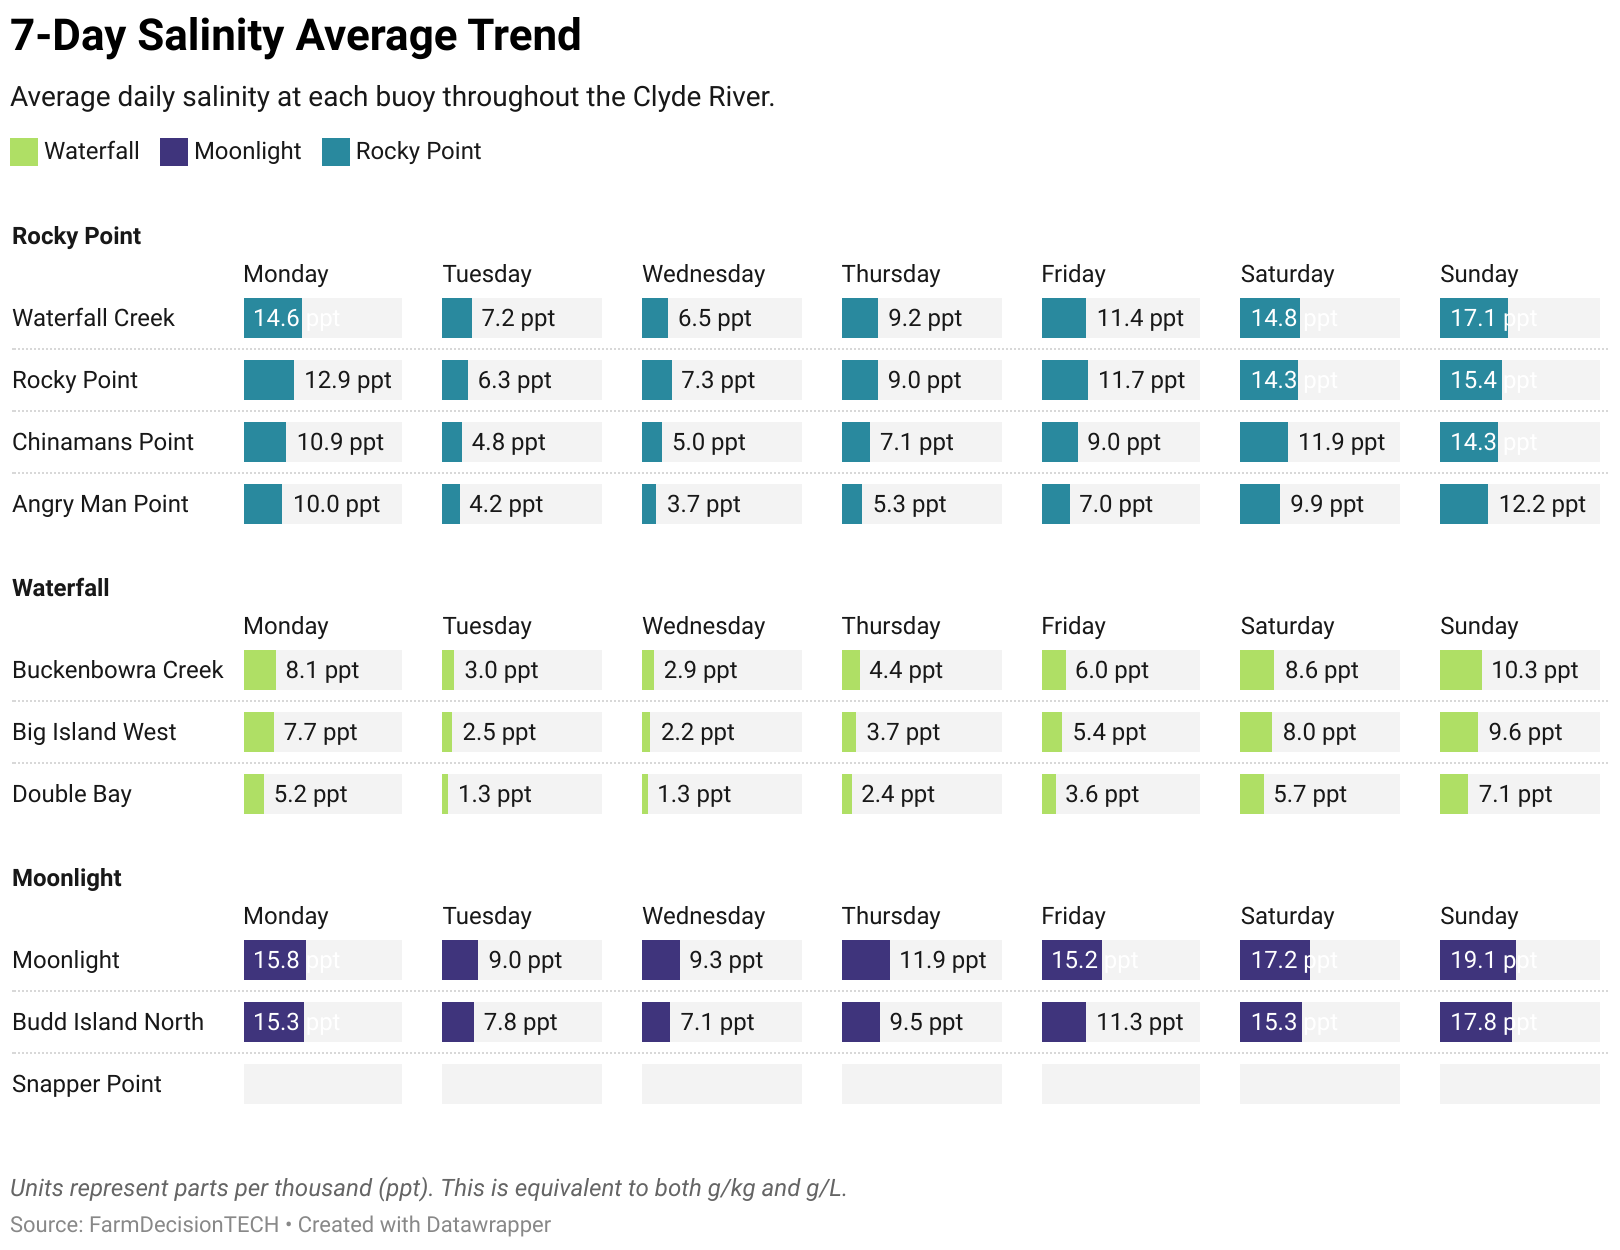 7-Day Salinity Average Trend
Average daily salinity at each buoy throughout the Clyde River.
Waterfall Moonlight Rocky Point
Rocky Point
Monday Tuesday Wednesday Thursday Friday Saturday Sunday
Waterfall Creek 14.6 ppt 7.2 ppt 6.5 ppt 9.2 ppt 11.4 ppt 14.8 ppt 17.1 ppt
Rocky Point 12.9 ppt 6.3 ppt 7.3 ppt 9.0 ppt 11.7 ppt 14.3 ppt 15.4 ppt
Chinamans Point 10.9 ppt 4.8 ppt 5.0 ppt 7.1 ppt 9.0 ppt 11.9 ppt 14.3 ppt
Angry Man Point 10.0 ppt 4.2 ppt 3.7 ppt 5.3 ppt 7.0 ppt 9.9 ppt 12.2 ppt
Waterfall
Monday Tuesday Wednesday Thursday Friday Saturday Sunday
Buckenbowra Creek 8.1 ppt 3.0 ppt 2.9 ppt 4.4 ppt 6.0 ppt 8.6 ppt 10.3 ppt
Big Island West 7.7 ppt 2.5 ppt 2.2 ppt 3.7 ppt 5.4 ppt 8.0 ppt 9.6 ppt
Double Bay 5.2 ppt 1.3 ppt 1.3 ppt 2.4 ppt 3.6 ppt 5.7 ppt 7.1 ppt
Moonlight
Monday Tuesday Wednesday Thursday Friday Saturday Sunday
Moonlight 15.8 ppt 9.0 ppt 9.3 ppt 11.9 ppt 15.2 ppt 17.2 ppt 19.1 ppt
Budd Island North 15.3 ppt 7.8 ppt 7.1 ppt 9.5 ppt 11.3 ppt 15.3 ppt 17.8 ppt
Snapper Point
Units represent parts per thousand (ppt). This is equivalent to both g/kg and g/L.
Source: FarmDecisionTECH • Created with Datawrapper